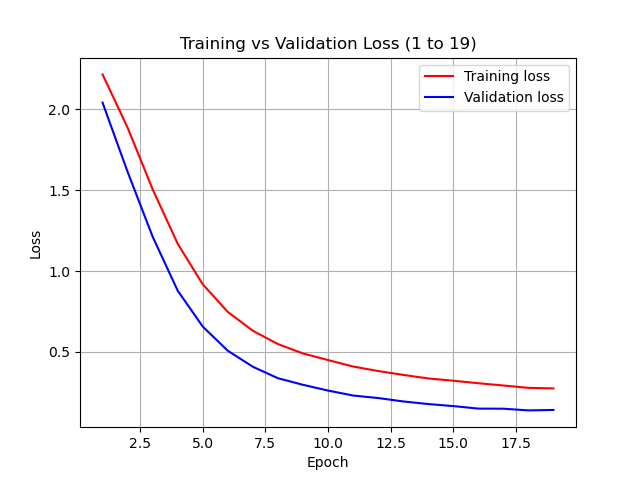 Training vs Validation Loss (1 to 19)
Training loss
Validation loss
2.0
1.5
1.0
0.5
Loss
2.5 5.0 7.5 10.0 12.5 15.0 17.5
Epoch